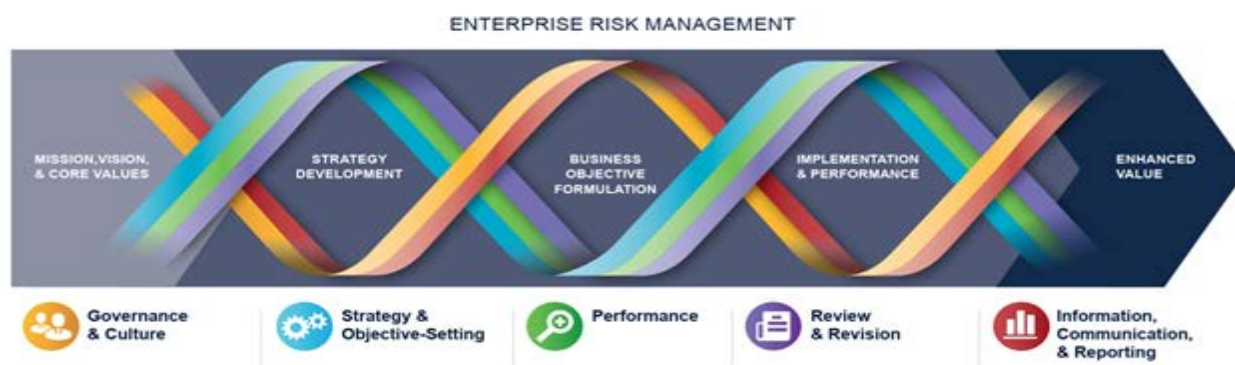 ENTERPRISE RISK MANAGEMENT
MISSION,VISION,
& CORE VALUES
STRATEGY
DEVELOPMENT
BUSINESS
OBJECTIVE
FORMULATION
IMPLEMENTATION
& PERFORMANCE
ENHANCED
VALUE
Governance
& Culture
Strategy &
Objective-Setting
Performance
Review
& Revision
Information,
Communication,
& Reporting